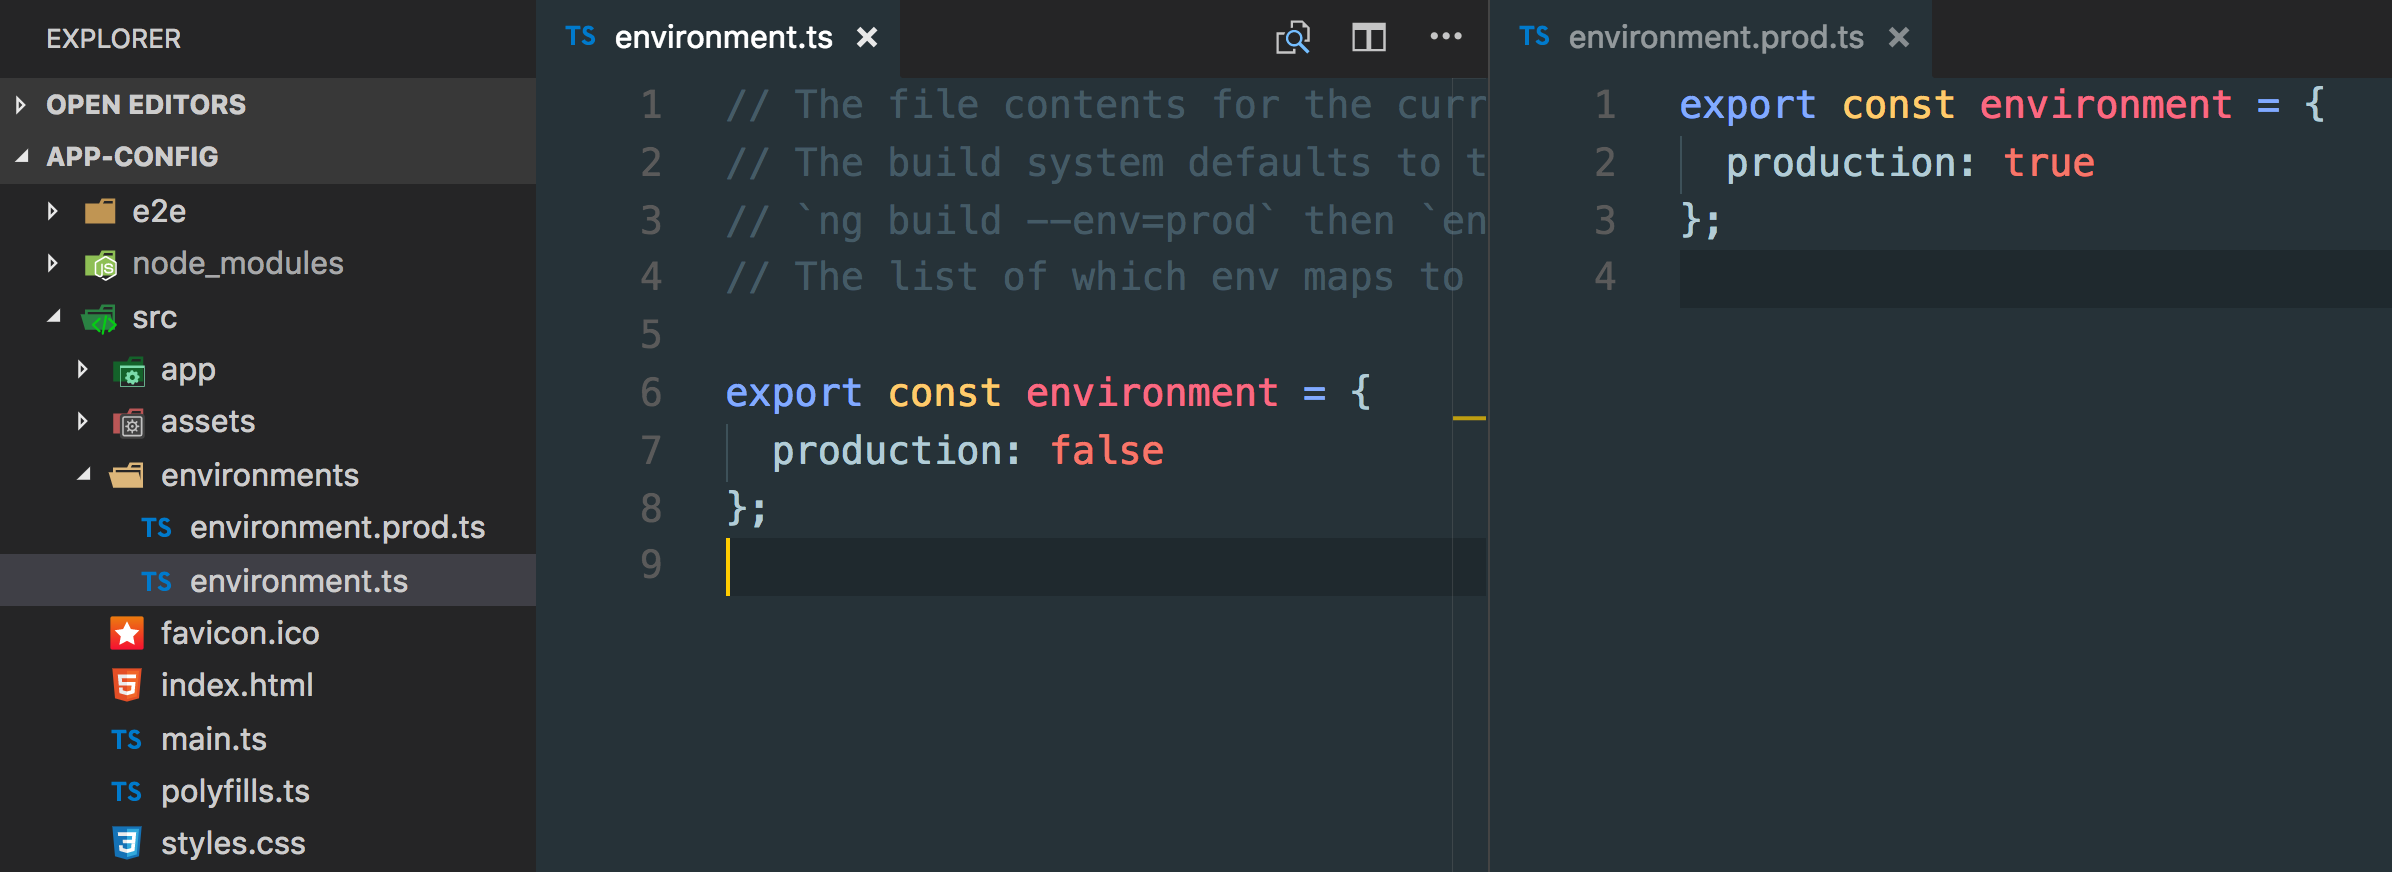 EXPLORER
OPEN EDITORS
APP-CONFIG
e2e
node_modules
src
app
assets
environments
TS environment.prod.ts
TS environment.ts
favicon.ico
index.html
TS main.ts
TS polyfills.ts
styles.css
TS environment.ts
1 // The file contents for the curr
2 // The build system defaults to t
3 // `ng build --env=prod` then `en
4 // The list of which env maps to
5
6 export const environment = {
7 production: false
8 };
9
TS environment.prod.ts
1 export const environment = {
2 production: true
3 };
4